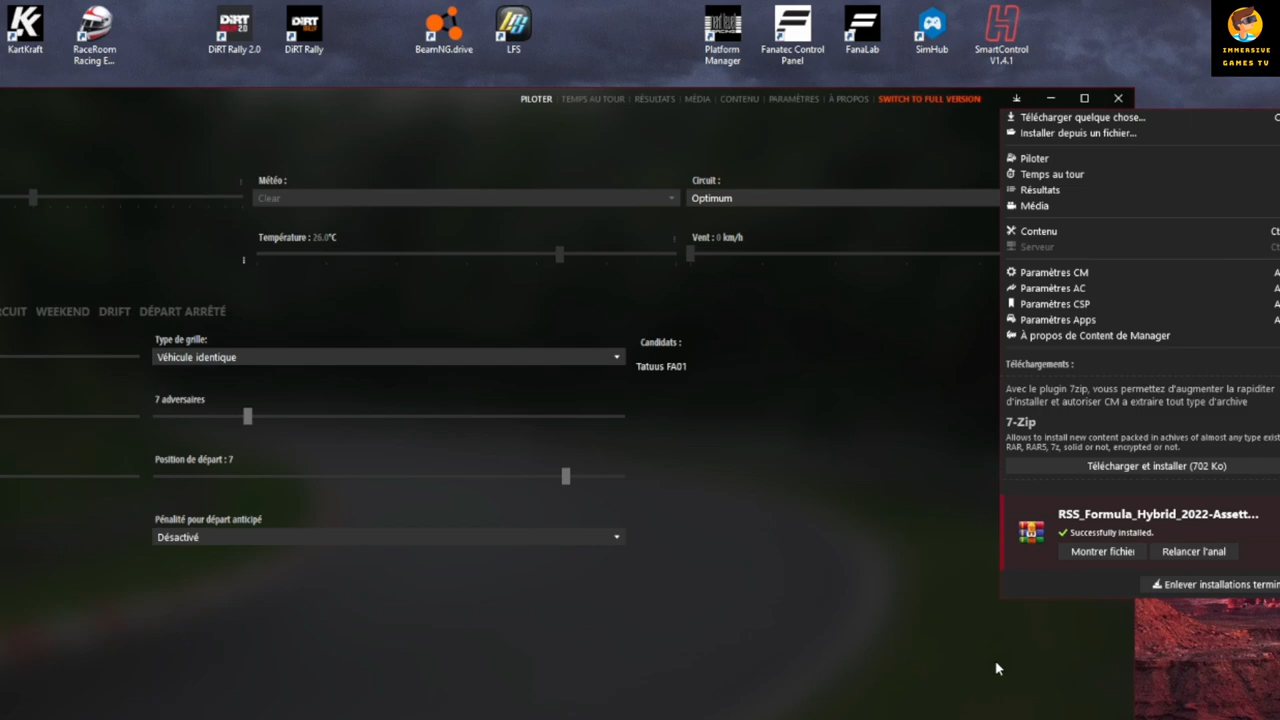 KartKraft
RaceRoom
Racing E...
DiRT Rally 2.0
DiRT Rally
BeamNG.drive
LFS
Platform
Manager
Fanatec Control
Panel
FanaLab
SimHub
SmartControl
V1.4.1
IMMERSIVE
GAMES TV
PILOTER TEMPS AU TOUR RÉSULTATS MÉDIA CONTENU PARAMÈTRES À PROPOS SWITCH TO FULL VERSION
Météo :
Clear
Circuit :
Optimum
Température : 26.0°C
Vent : 0 km/h
RCUIT WEEKEND DRIFT DÉPART ARRÊTÉ
Type de grille:
Véhicule identique
Candidats :
Tatuus FA01
7 adversaires
Position de départ : 7
Pénalité pour départ anticipé
Désactivé
Télécharger quelque chose...
Installer depuis un fichier...
Piloter
Temps au tour
Résultats
Média
Contenu Ct
Serveur Ct
Paramètres CM A
Paramètres AC A
Paramètres CSP A
Paramètres Apps A
À propos de Content de Manager
Téléchargements :
Avec le plugin 7zip, vouss permettez d'augmenter la rapiditer
d'installer et autoriser CM a extraire tout type d'archive
7-Zip
Allows to install new content packed in achives of almost any type exist
RAR, RAR5, 7z, solid or not, encrypted or not.
Télécharger et installer (702 Ko)
RSS_Formula_Hybrid_2022-Assett...
Successfully installed.
Montrer fichier Relancer l'anal
Enlever installations termin